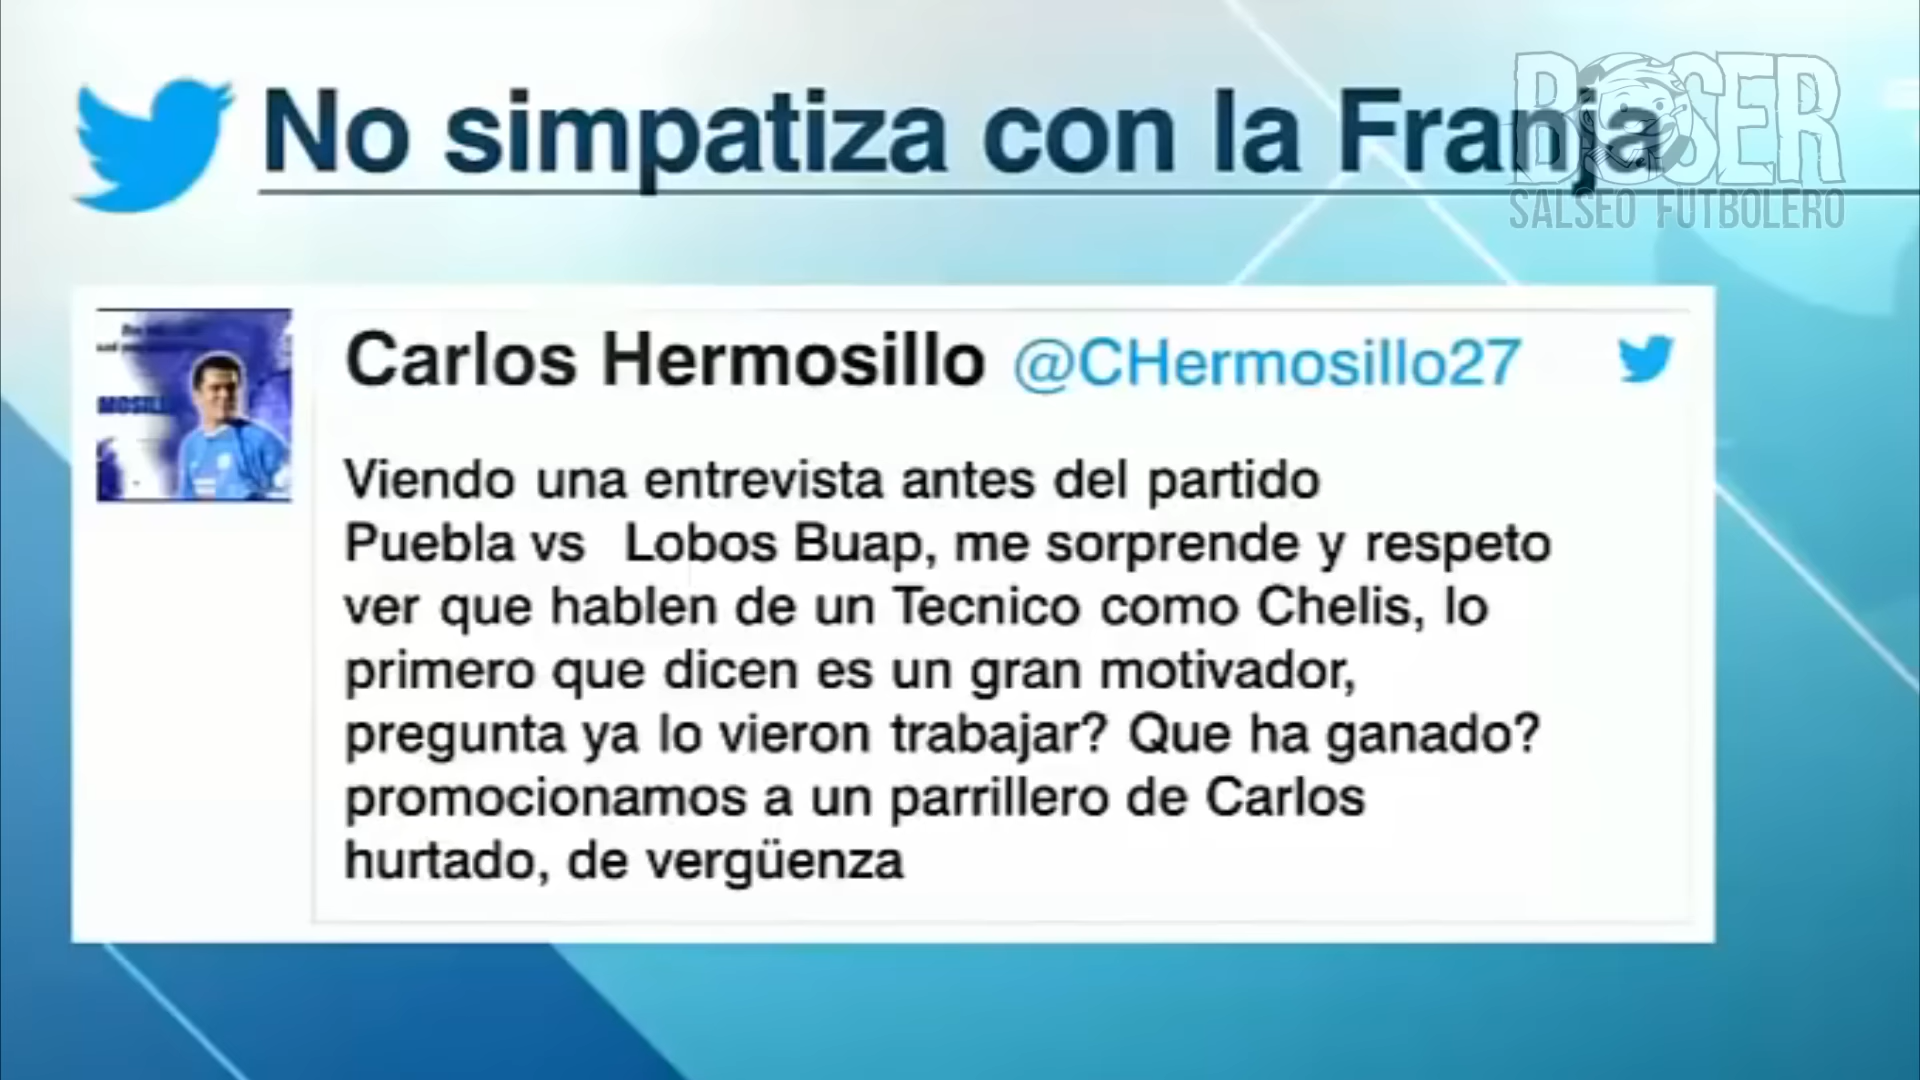 No simpatiza con la Franja
BOSER
SALSEO FUTBOLERO
Carlos Hermosillo @CHermosillo27
Viendo una entrevista antes del partido
Puebla vs Lobos Buap, me sorprende y respeto
ver que hablen de un Tecnico como Chelis, lo
primero que dicen es un gran motivador,
pregunta ya lo vieron trabajar? Que ha ganado?
promocionamos a un parrillero de Carlos
hurtado, de vergüenza